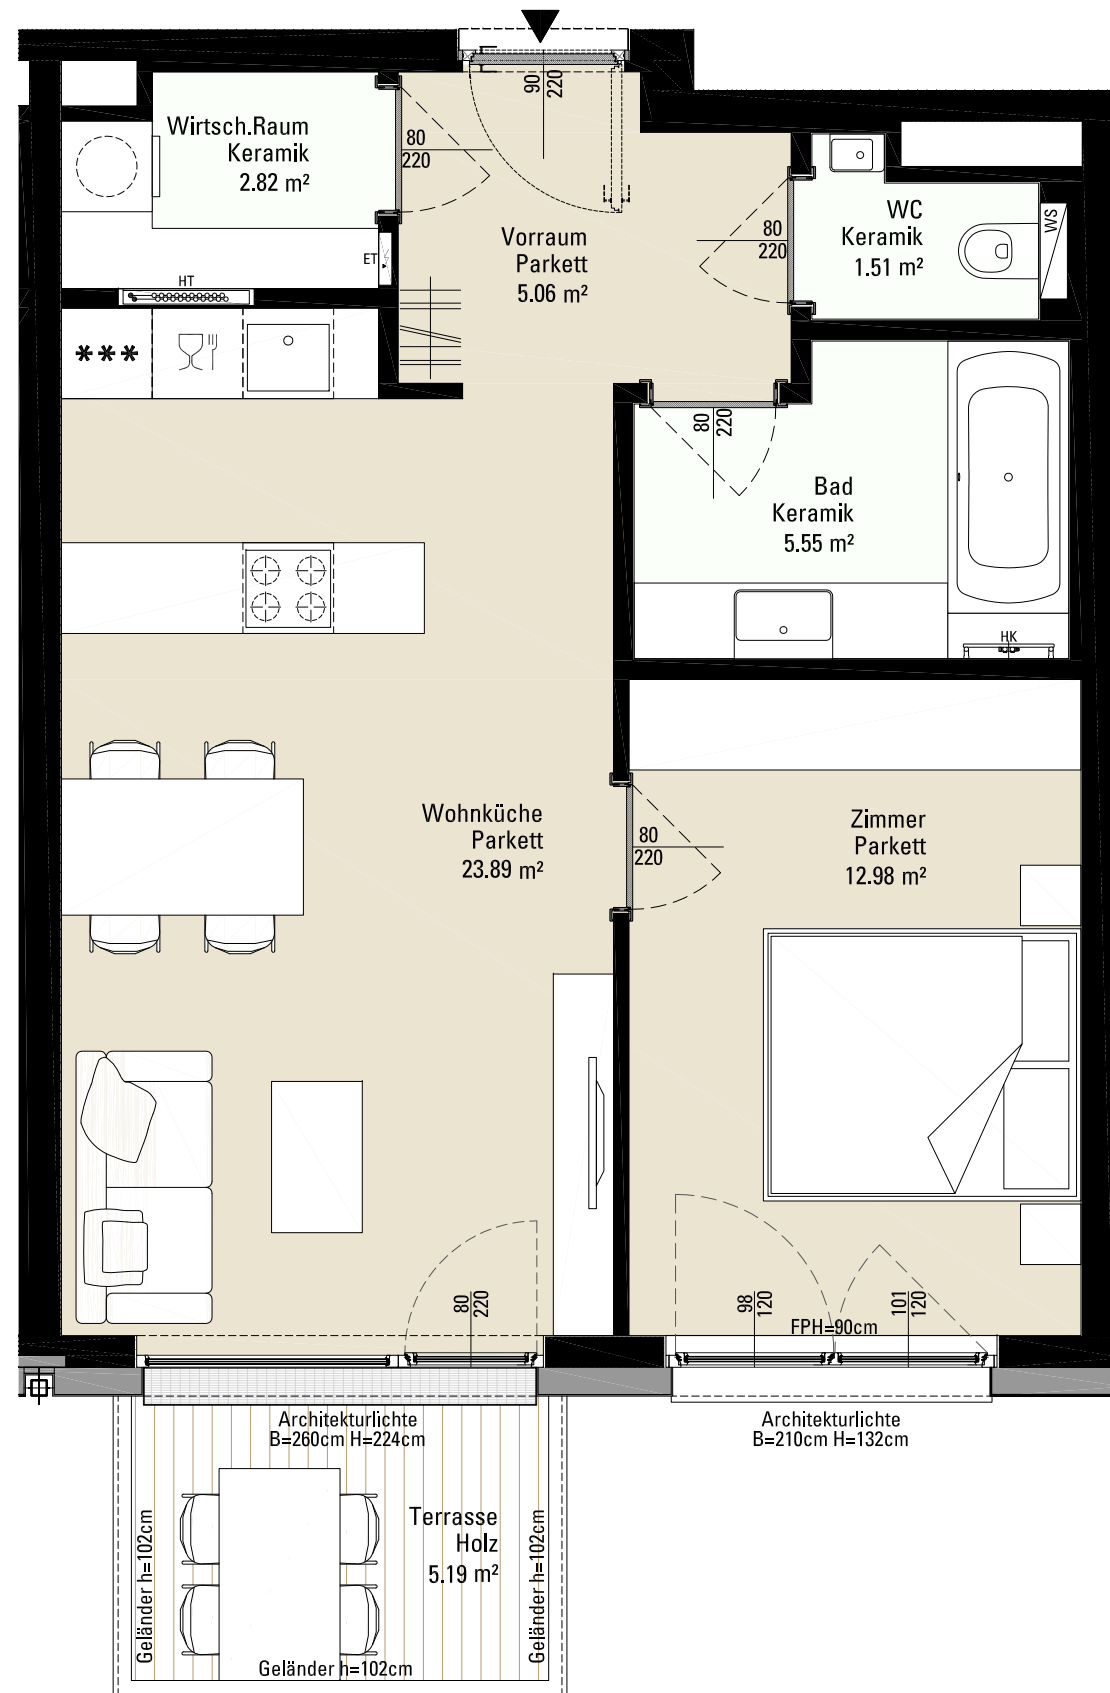 90
220
Wirtsch.Raum
Keramik
2.82 m²
80
220
WC
Keramik
1.51 m²
WS
Vorraum
Parkett
5.06 m²
80
220
ET
HT
***
80
220
Bad
Keramik
5.55 m²
HK
Wohnküche
Parkett
23.89 m²
80
220
Zimmer
Parkett
12.98 m²
80
220
98
120
101
120
FPH=90cm
Architekturlichte
B=260cm H=224cm
Architekturlichte
B=210cm H=132cm
Terrasse
Holz
5.19 m²
Geländer h=102cm
Geländer h=102cm
Geländer h=102cm